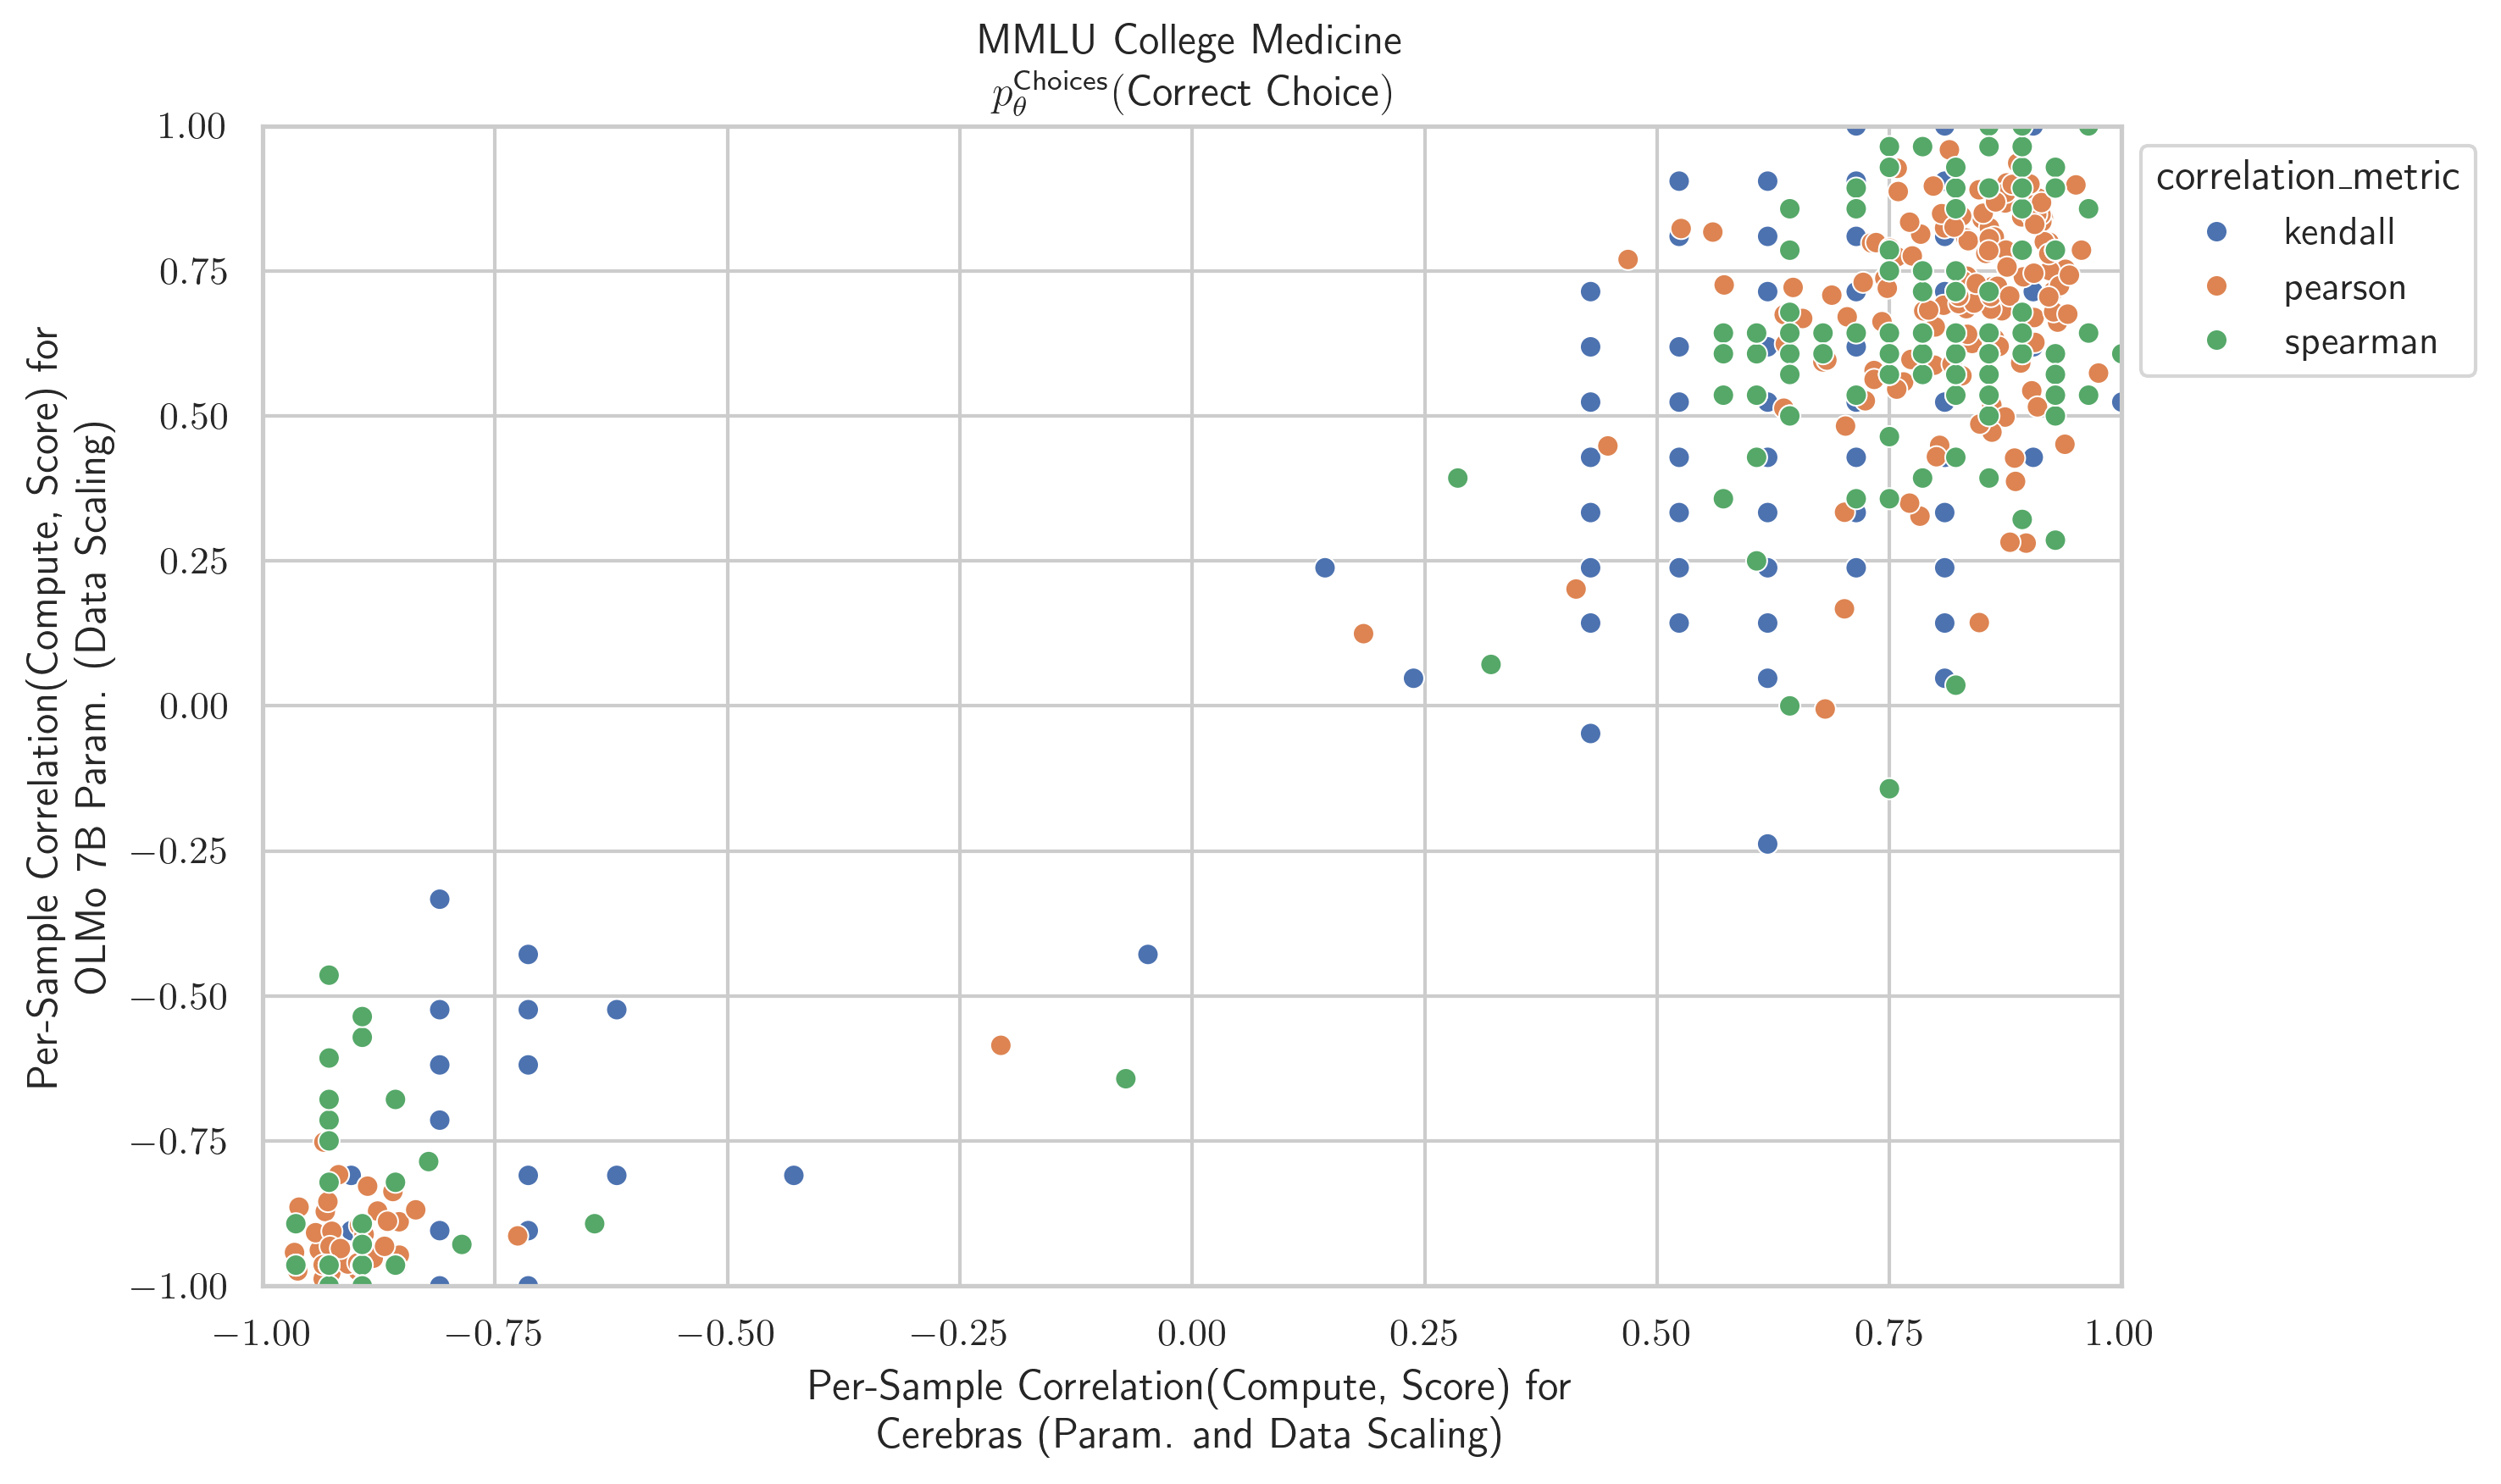 MMLU College Medicine
p_θ^Choices(Correct Choice)
1.00
0.75
0.50
0.25
0.00
−0.25
−0.50
−0.75
−1.00
Per-Sample Correlation(Compute, Score) for
OLMo 7B Param. (Data Scaling)
correlation_metric
kendall
pearson
spearman
−1.00 −0.75 −0.50 −0.25 0.00 0.25 0.50 0.75 1.00
Per-Sample Correlation(Compute, Score) for
Cerebras (Param. and Data Scaling)